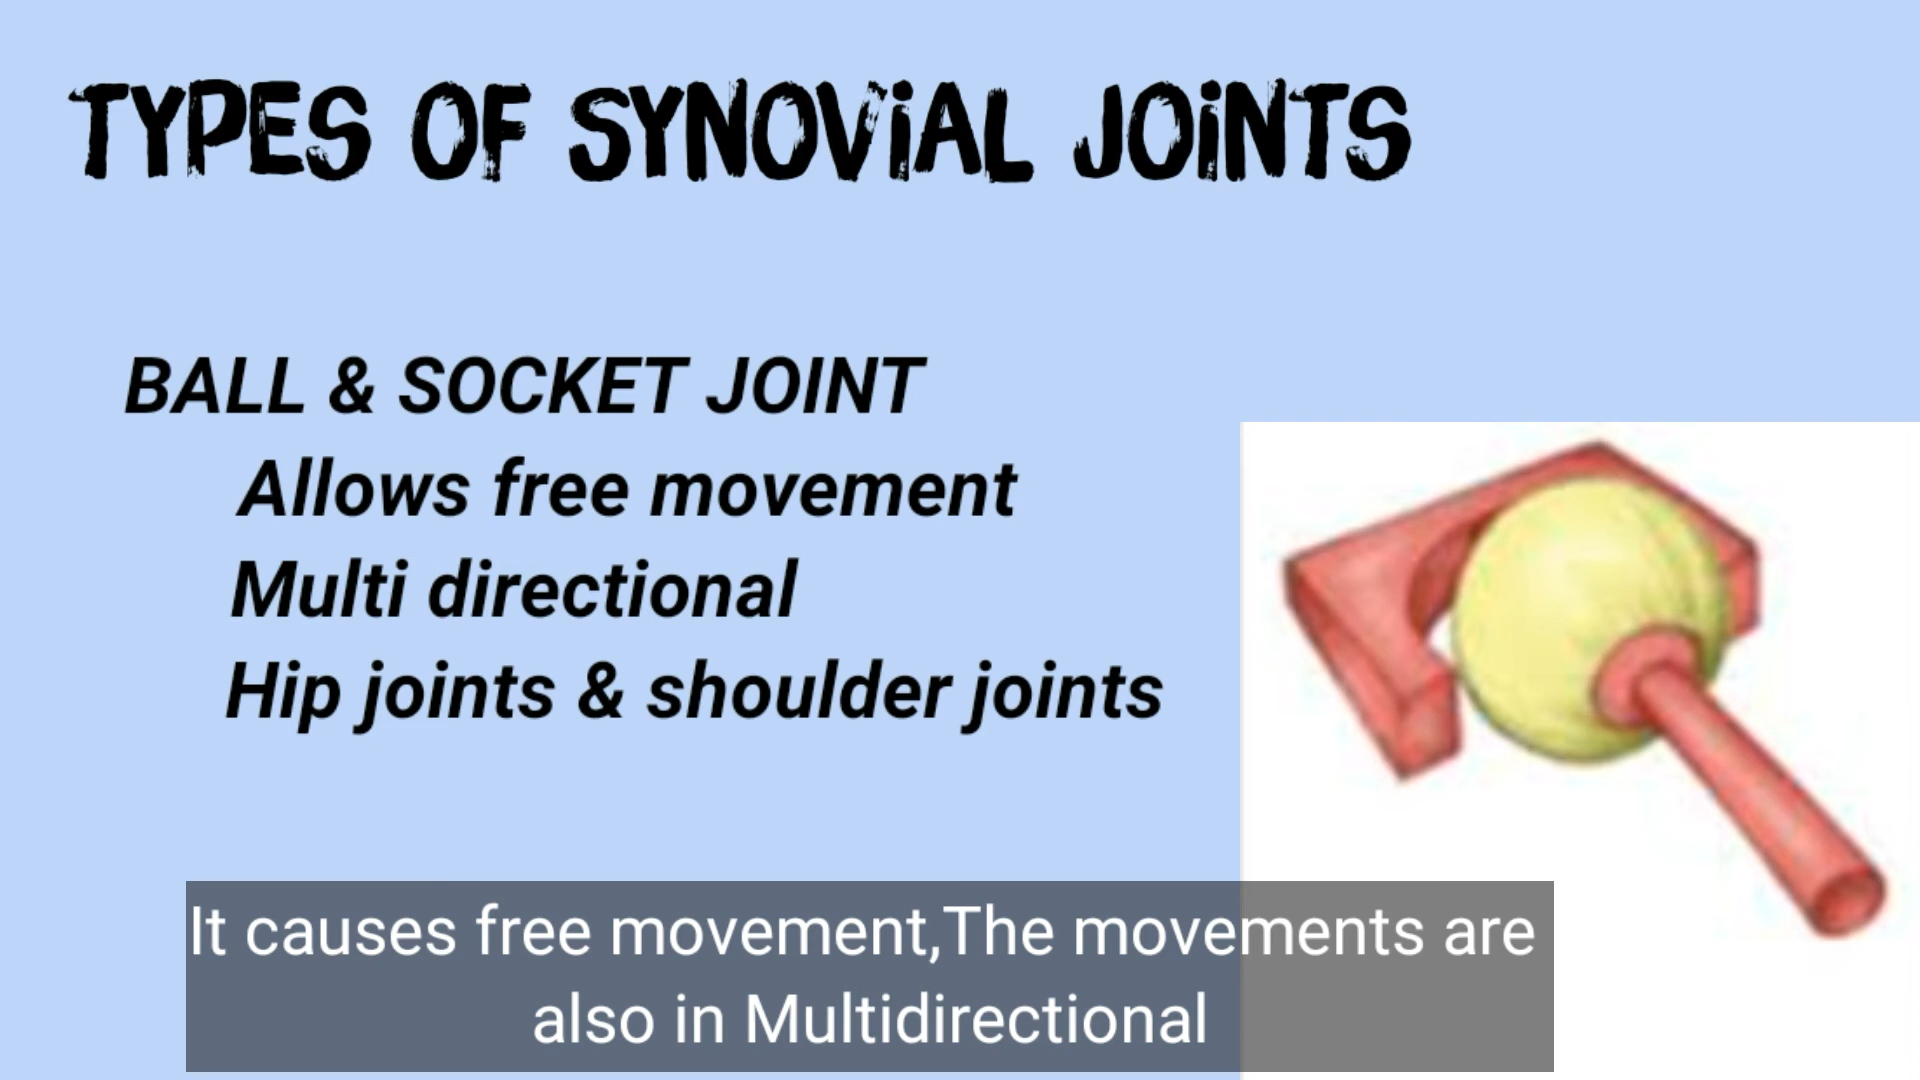 TYPES OF SYNOViAL JOiNTS
BALL & SOCKET JOINT
Allows free movement
Multi directional
Hip joints & shoulder joints
It causes free movement,The movements are
also in Multidirectional